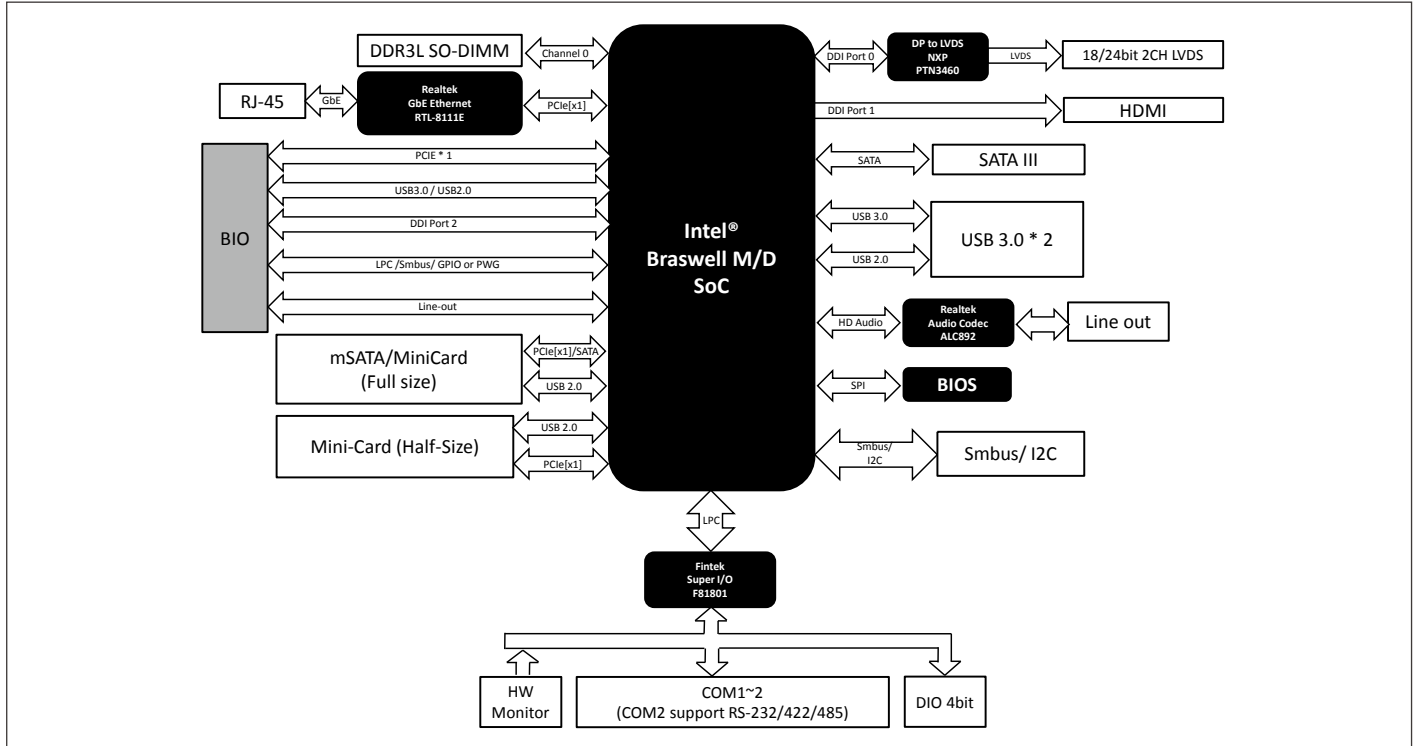 DDR3L SO-DIMM
Channel 0
RJ-45
GbE
Realtek
GbE Ethernet
RTL-8111E
PCIe[x1]
BIO
PCIE * 1
USB3.0 / USB2.0
DDI Port 2
LPC /Smbus/ GPIO or PWG
Line-out
mSATA/MiniCard
(Full size)
PCIe[x1]/SATA
USB 2.0
Mini-Card (Half-Size)
USB 2.0
PCIe[x1]
Intel®
Braswell M/D
SoC
DDI Port 0
DP to LVDS
NXP
PTN3460
LVDS
18/24bit 2CH LVDS
DDI Port 1
HDMI
SATA
SATA III
USB 3.0
USB 2.0
USB 3.0 * 2
HD Audio
Realtek
Audio Codec
ALC892
Line out
SPI
BIOS
Smbus/
I2C
Smbus/ I2C
LPC
Fintek
Super I/O
F81801
HW
Monitor
COM1~2
(COM2 support RS-232/422/485)
DIO 4bit